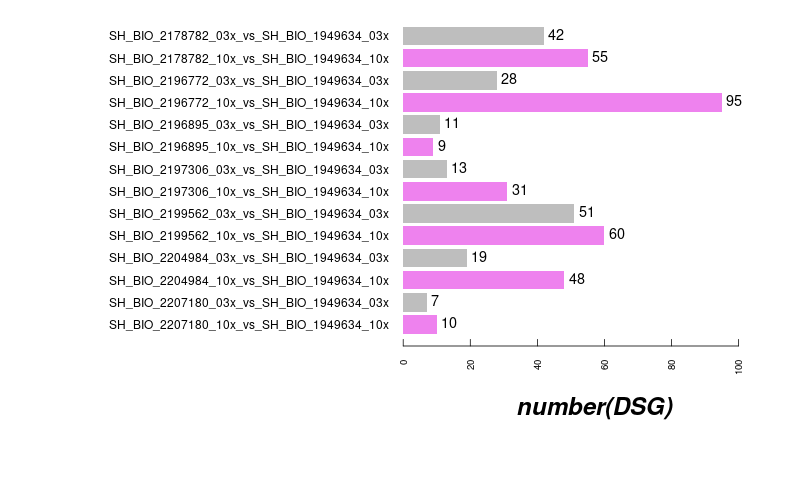 SH_BIO_2178782_03x_vs_SH_BIO_1949634_03x 42
SH_BIO_2178782_10x_vs_SH_BIO_1949634_10x 55
SH_BIO_2196772_03x_vs_SH_BIO_1949634_03x 28
SH_BIO_2196772_10x_vs_SH_BIO_1949634_10x 95
SH_BIO_2196895_03x_vs_SH_BIO_1949634_03x 11
SH_BIO_2196895_10x_vs_SH_BIO_1949634_10x 9
SH_BIO_2197306_03x_vs_SH_BIO_1949634_03x 13
SH_BIO_2197306_10x_vs_SH_BIO_1949634_10x 31
SH_BIO_2199562_03x_vs_SH_BIO_1949634_03x 51
SH_BIO_2199562_10x_vs_SH_BIO_1949634_10x 60
SH_BIO_2204984_03x_vs_SH_BIO_1949634_03x 19
SH_BIO_2204984_10x_vs_SH_BIO_1949634_10x 48
SH_BIO_2207180_03x_vs_SH_BIO_1949634_03x 7
SH_BIO_2207180_10x_vs_SH_BIO_1949634_10x 10
0 20 40 60 80 100
number(DSG)